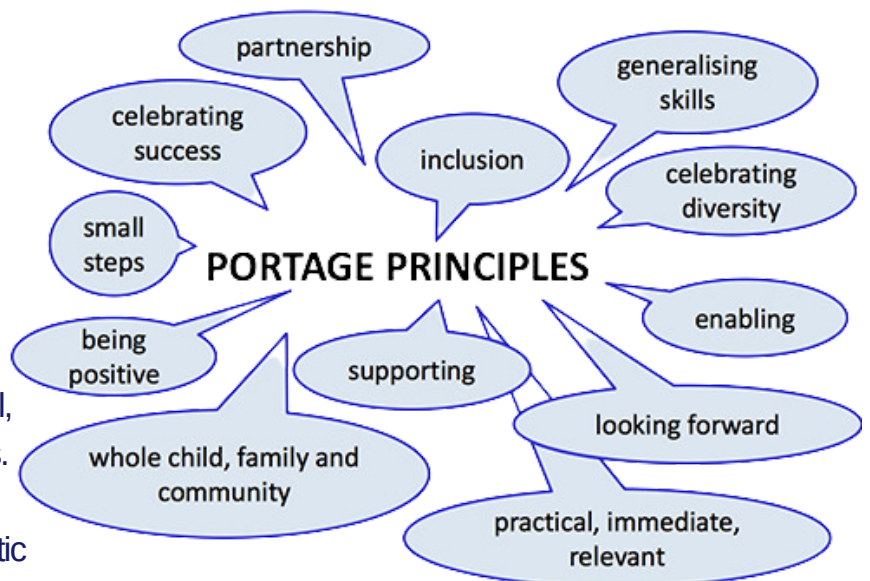 partnership
generalising
skills
celebrating
success
inclusion
celebrating
diversity
small
steps
PORTAGE PRINCIPLES
enabling
being
positive
supporting
looking forward
whole child, family and
community
practical, immediate,
relevant